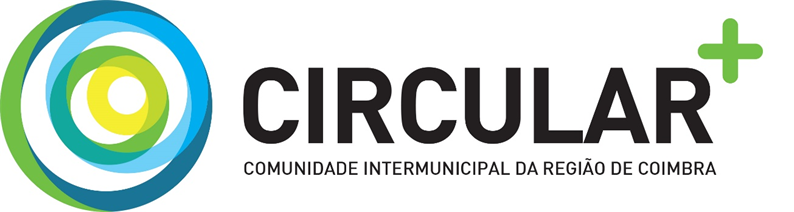 CIRCULAR+
COMUNIDADE INTERMUNICIPAL DA REGIÃO DE COIMBRA